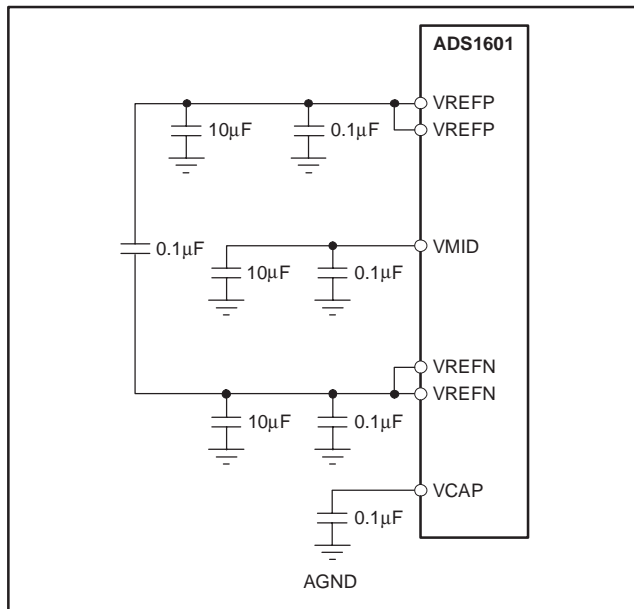 ADS1601
VREFP
10µF
0.1µF
VREFP
0.1µF
VMID
10µF
0.1µF
VREFN
VREFN
10µF
0.1µF
VCAP
0.1µF
AGND